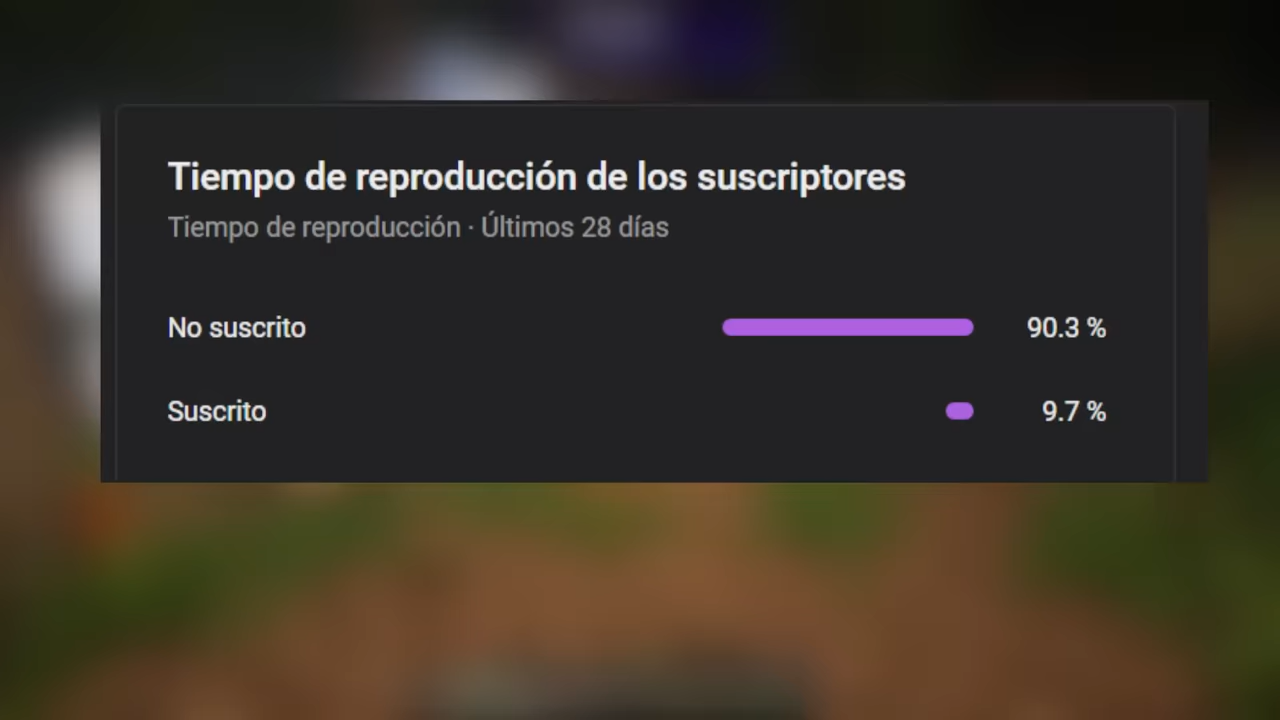 Tiempo de reproducción de los suscriptores
Tiempo de reproducción · Últimos 28 días
No suscrito 90.3 %
Suscrito 9.7 %